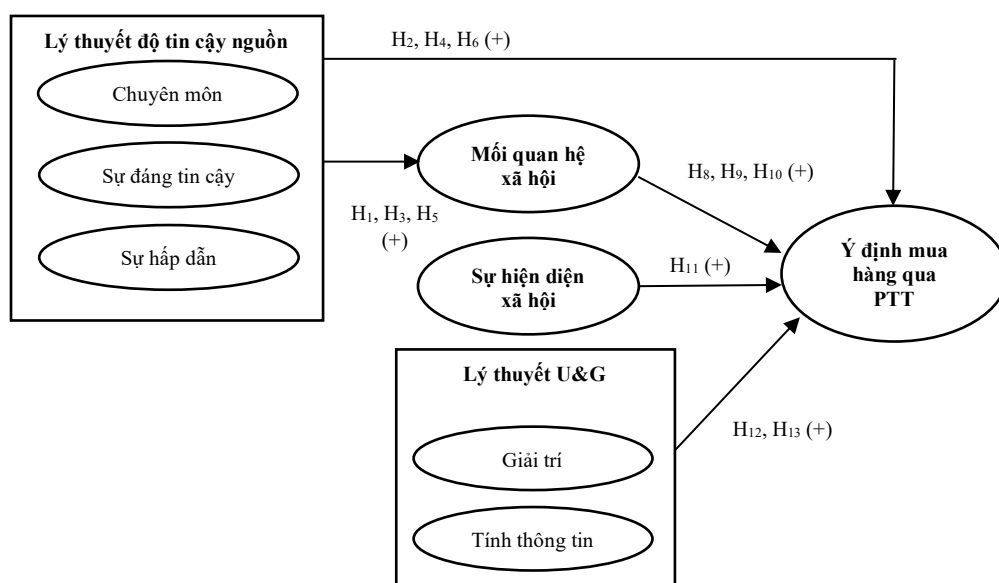 Lý thuyết độ tin cậy nguồn
Chuyên môn
Sự đáng tin cậy
Sự hấp dẫn
H2, H4, H6 (+)
H1, H3, H5
(+)
Mối quan hệ
xã hội
H8, H9, H10 (+)
Sự hiện diện
xã hội
H11 (+)
Ý định mua
hàng qua
PTT
Lý thuyết U&G
Giải trí
Tính thông tin
H12, H13 (+)